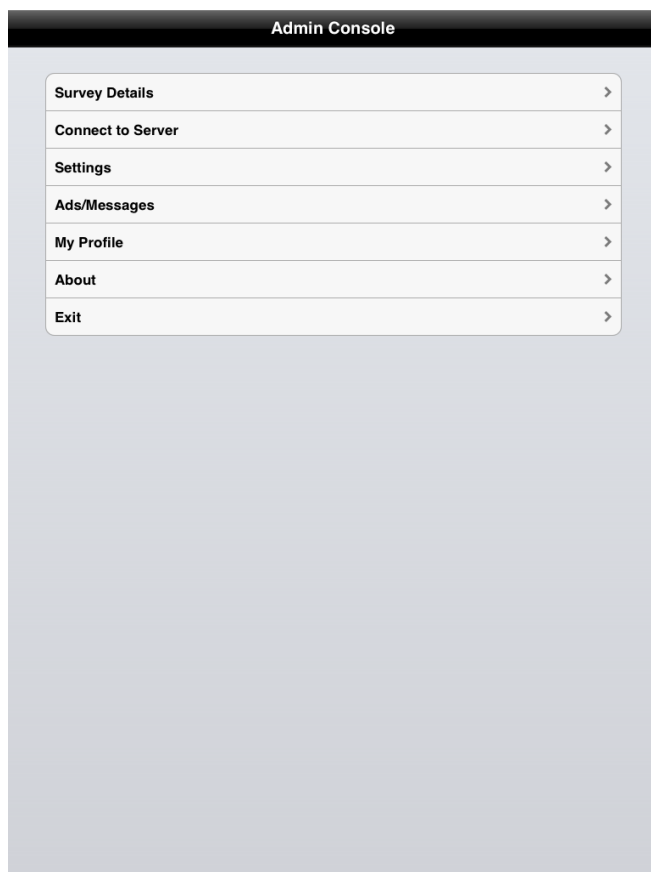 Admin Console
Survey Details
Connect to Server
Settings
Ads/Messages
My Profile
About
Exit